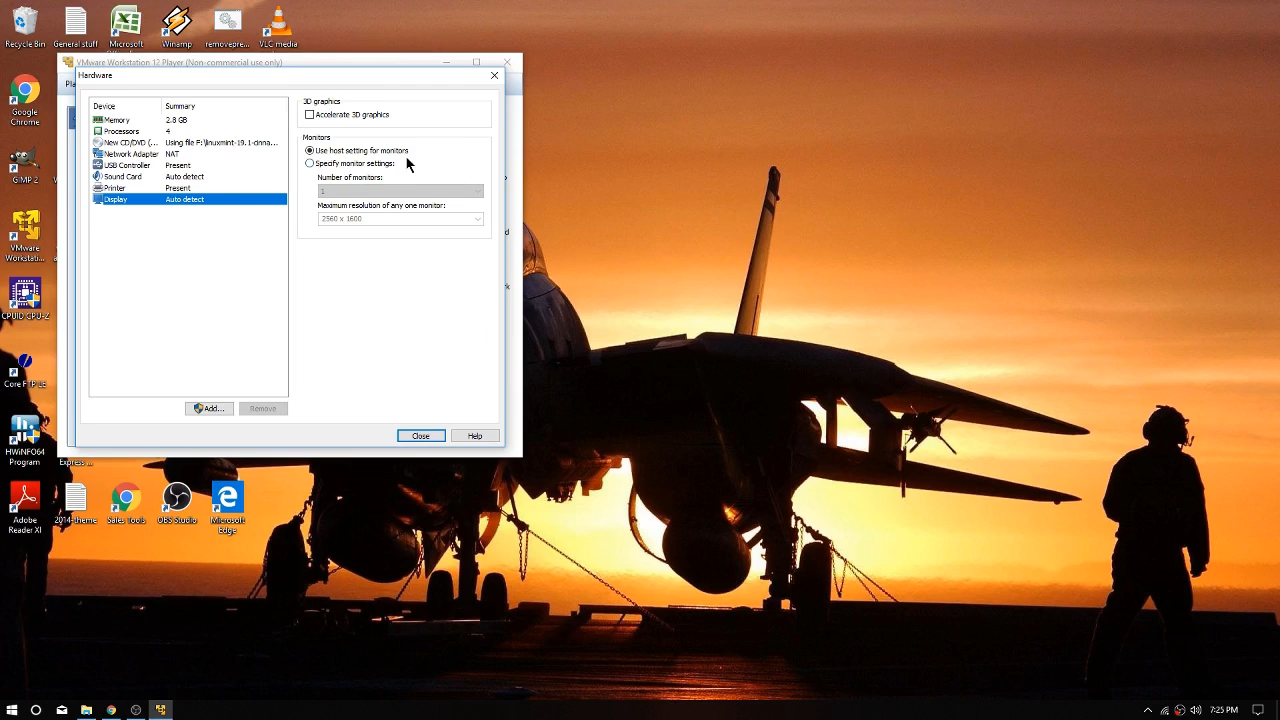 Recycle Bin
General stuff
Microsoft
Winamp
removepre...
VLC media
VMware Workstation 12 Player (Non-commercial use only)
Hardware
Device
Summary
Memory
2.8 GB
Processors
4
New CD/DVD (...
Using file F:\linuxmint-19.1-cinna...
Network Adapter
NAT
USB Controller
Present
Sound Card
Auto detect
Printer
Present
Display
Auto detect
3D graphics
Accelerate 3D graphics
Monitors
Use host setting for monitors
Specify monitor settings:
Number of monitors:
1
Maximum resolution of any one monitor:
2560 x 1600
Add...
Remove
Close
Help
Google
Chrome
GIMP 2
VMware
Workstati...
CPUID CPU-Z
Core FTP LE
HWiNFO64
Program
Express ...
Adobe
Reader XI
2014-theme
Sales Tools
OBS Studio
Microsoft
Edge
7:25 PM